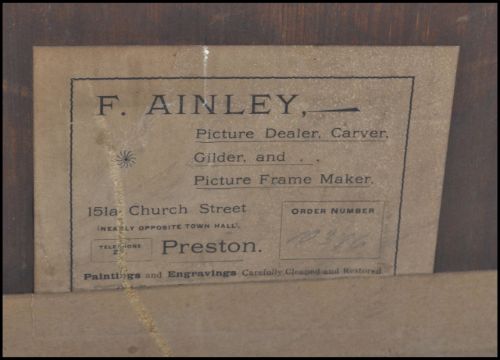 F. AINLEY,
Picture Dealer, Carver,
Gilder, and . .
Picture Frame Maker,
151a Church Street
(NEARLY OPPOSITE TOWN HALL),
ORDER NUMBER
TELEPHONE
Preston.
Paintings and Engravings Carefully Cleaned and Restored